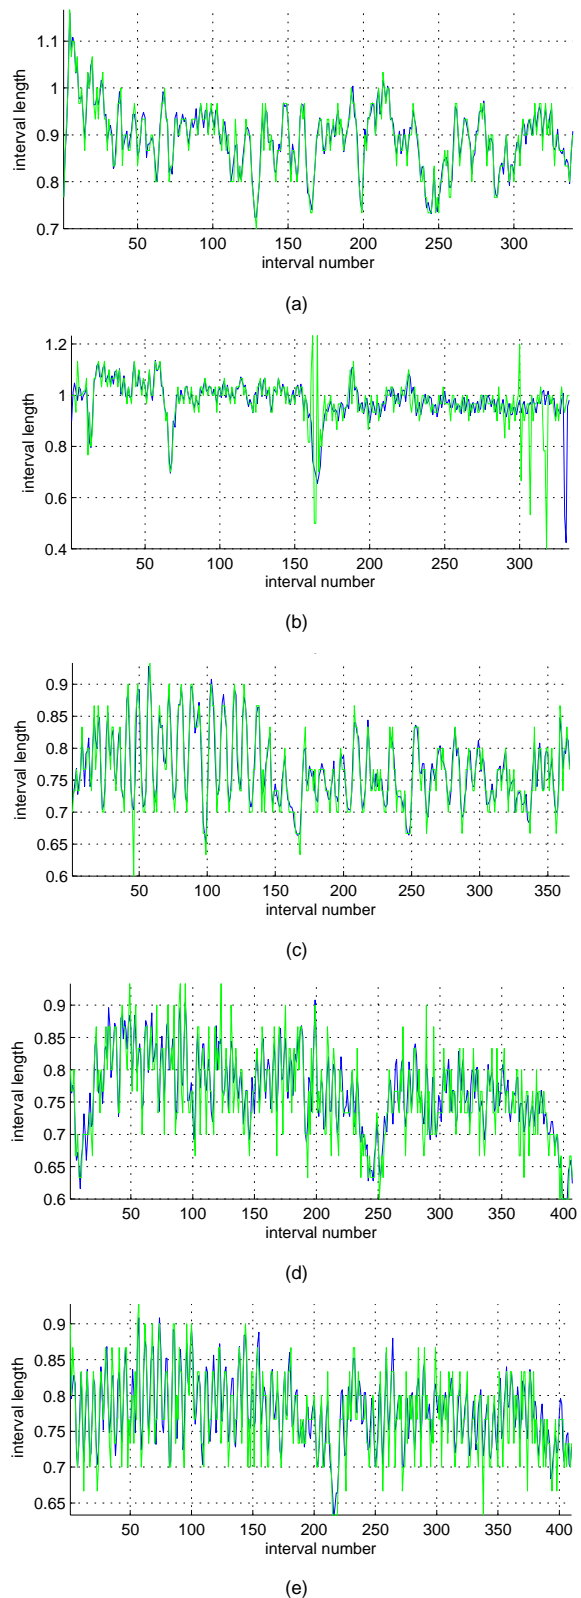 1.1
1
0.9
0.8
0.7
interval length
50 100 150 200 250 300
interval number
(a)
1.2
1
0.8
0.6
0.4
interval length
50 100 150 200 250 300
interval number
(b)
0.9
0.85
0.8
0.75
0.7
0.65
0.6
interval length
50 100 150 200 250 300 350
interval number
(c)
0.9
0.85
0.8
0.75
0.7
0.65
0.6
interval length
50 100 150 200 250 300 350 400
interval number
(d)
0.9
0.85
0.8
0.75
0.7
0.65
interval length
50 100 150 200 250 300 350 400
interval number
(e)